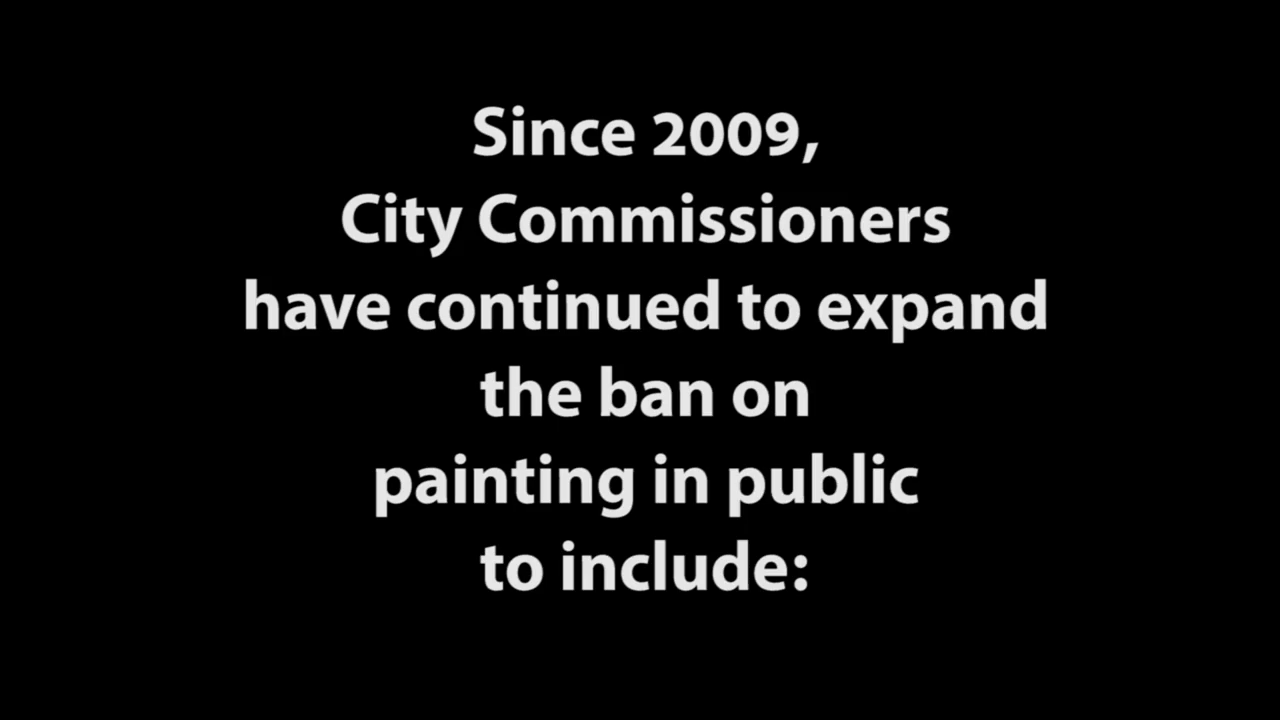 Since 2009,
City Commissioners
have continued to expand
the ban on
painting in public
to include: